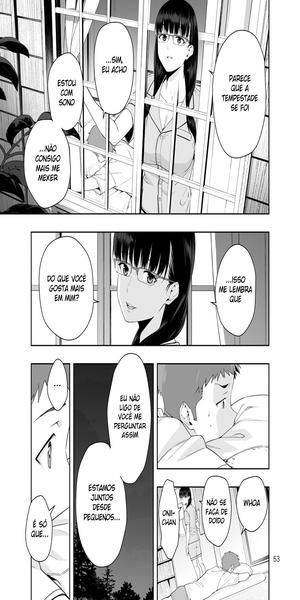 PARECE
QUE A
TEMPESTADE
SE FOI
...SIM,
EU ACHO
ESTOU
COM
SONO
...NÃO
CONSIGO
MAIS ME
MEXER
...ISSO
ME LEMBRA
QUE
DO QUE VOCÊ
GOSTA MAIS
EM MIM?
WHOA
NÃO SE
FAÇA DE
DOIDO
ONII-
CHAN
EU NÃO
LIGO DE
VOCÊ ME
PERGUNTAR
ASSIM
ESTAMOS
JUNTOS
DESDE
PEQUENOS...
...
É SÓ
QUE...
53